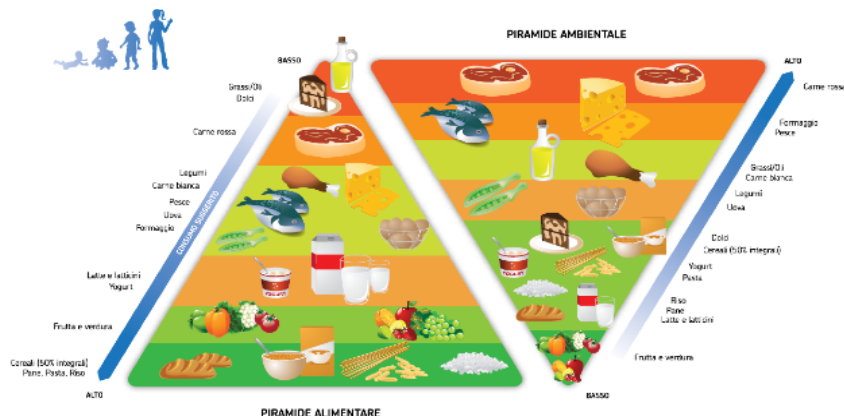 PIRAMIDE AMBIENTALE
BASSO
Grassi/Oli
Dolci
Carne rossa
Legumi
Carne bianca
Pesce
Uova
Formaggio
CONSUMO SUGGERITO
Latte e latticini
Yogurt
Frutta e verdura
Cereali (50% integrali)
Pane, Pasta, Riso
ALTO
PIRAMIDE ALIMENTARE
ALTO
Carne rossa
Formaggio
Pesce
Grassi/Oli
Carne bianca
Legumi
Uova
Dolci
Cereali (50% integrali)
Yogurt
Pasta
Riso
Pane
Latte e latticini
Frutta e verdura
BASSO
YOGURT
YOGURT